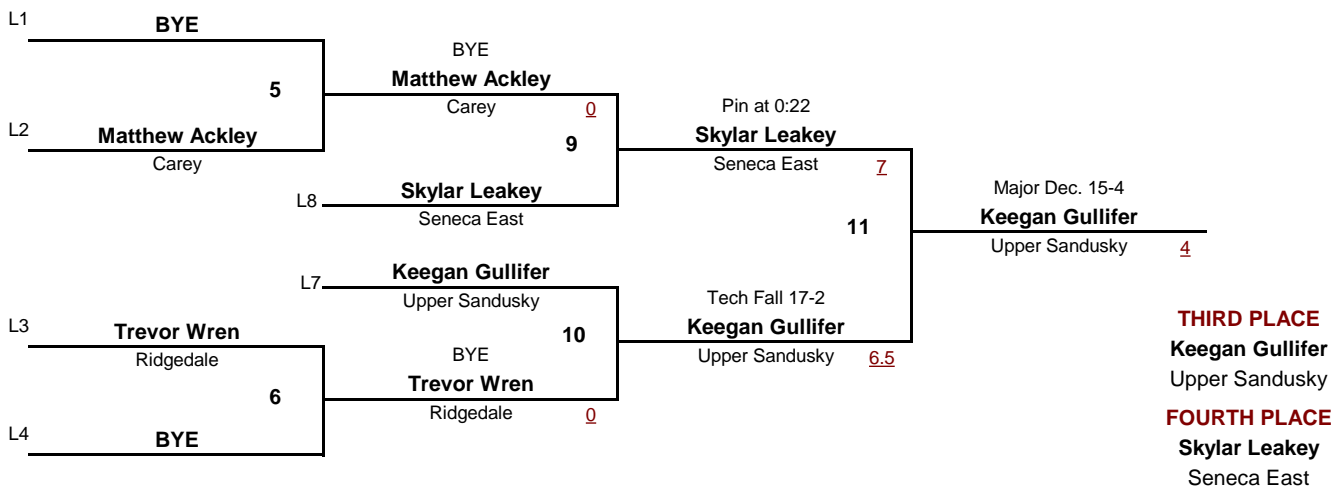 L1
BYE
5
BYE
Matthew Ackley
Carey 0
L2
Matthew Ackley
Carey
9
Pin at 0:22
Skylar Leakey
Seneca East 7
L8
Skylar Leakey
Seneca East
11
Major Dec. 15-4
Keegan Gullifer
Upper Sandusky 4
L7
Keegan Gullifer
Upper Sandusky
10
Tech Fall 17-2
Keegan Gullifer
Upper Sandusky 6.5
L3
Trevor Wren
Ridgedale
6
BYE
Trevor Wren
Ridgedale 0
L4
BYE
THIRD PLACE
Keegan Gullifer
Upper Sandusky
FOURTH PLACE
Skylar Leakey
Seneca East